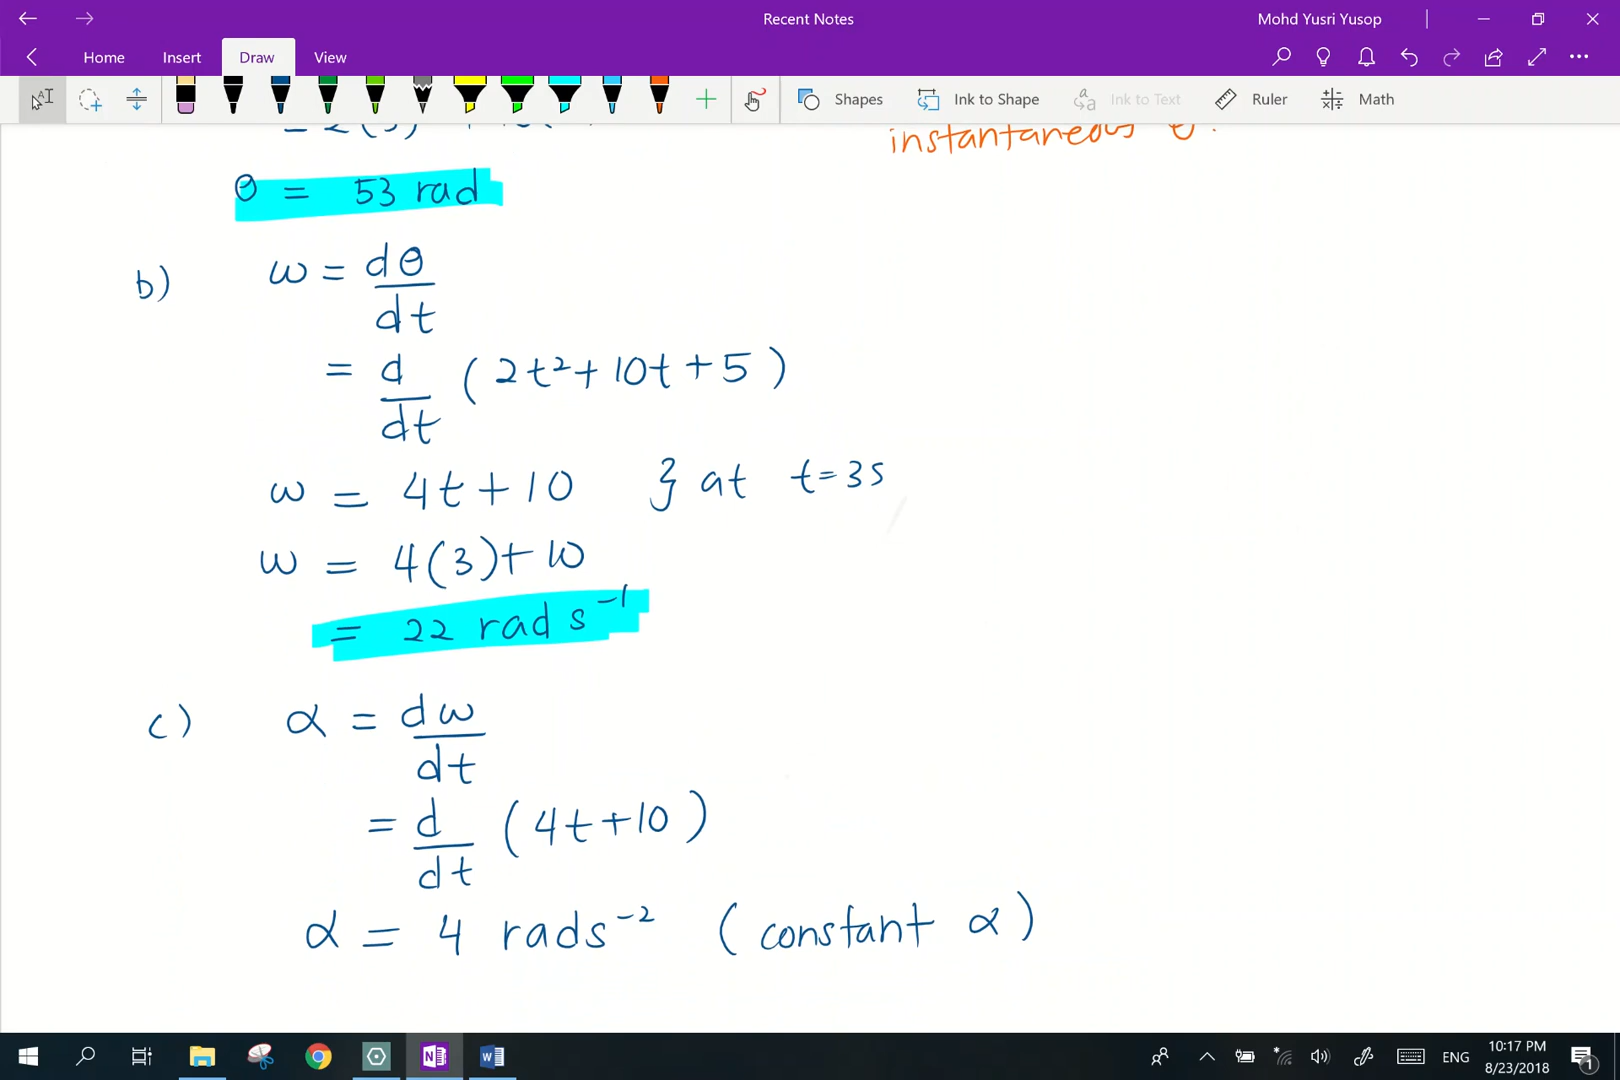 Recent Notes
Mohd Yusri Yusop
Home Insert Draw View
Shapes Ink to Shape Ink to Text Ruler Math
instantaneous θ.
θ = 53 rad
b) ω = dθ
dt
= d (2t²+10t+5)
dt
ω = 4t+10 } at t=3s
ω = 4(3)+10
= 22 rad s⁻¹
c) α = dω
dt
= d (4t+10)
dt
α = 4 rads⁻² (constant α)
ENG
10:17 PM
8/23/2018
1